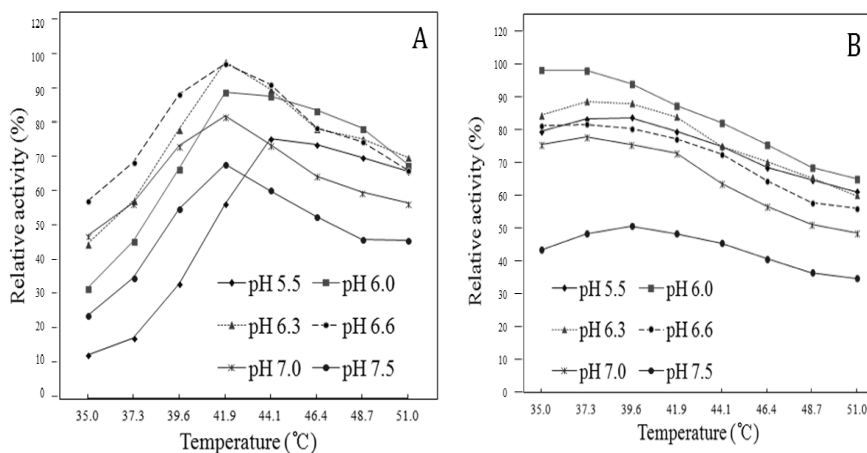 A
Relative activity (%)
120
110
100
90
80
70
60
50
40
30
20
10
0
pH 5.5 pH 6.0
pH 6.3 pH 6.6
pH 7.0 pH 7.5
35.0 37.3 39.6 41.9 44.1 46.4 48.7 51.0
Temperature (℃)
B
Relative activity (%)
120
110
100
90
80
70
60
50
40
30
20
10
0
pH 5.5 pH 6.0
pH 6.3 pH 6.6
pH 7.0 pH 7.5
35.0 37.3 39.6 41.9 44.1 46.4 48.7 51.0
Temperature (℃)